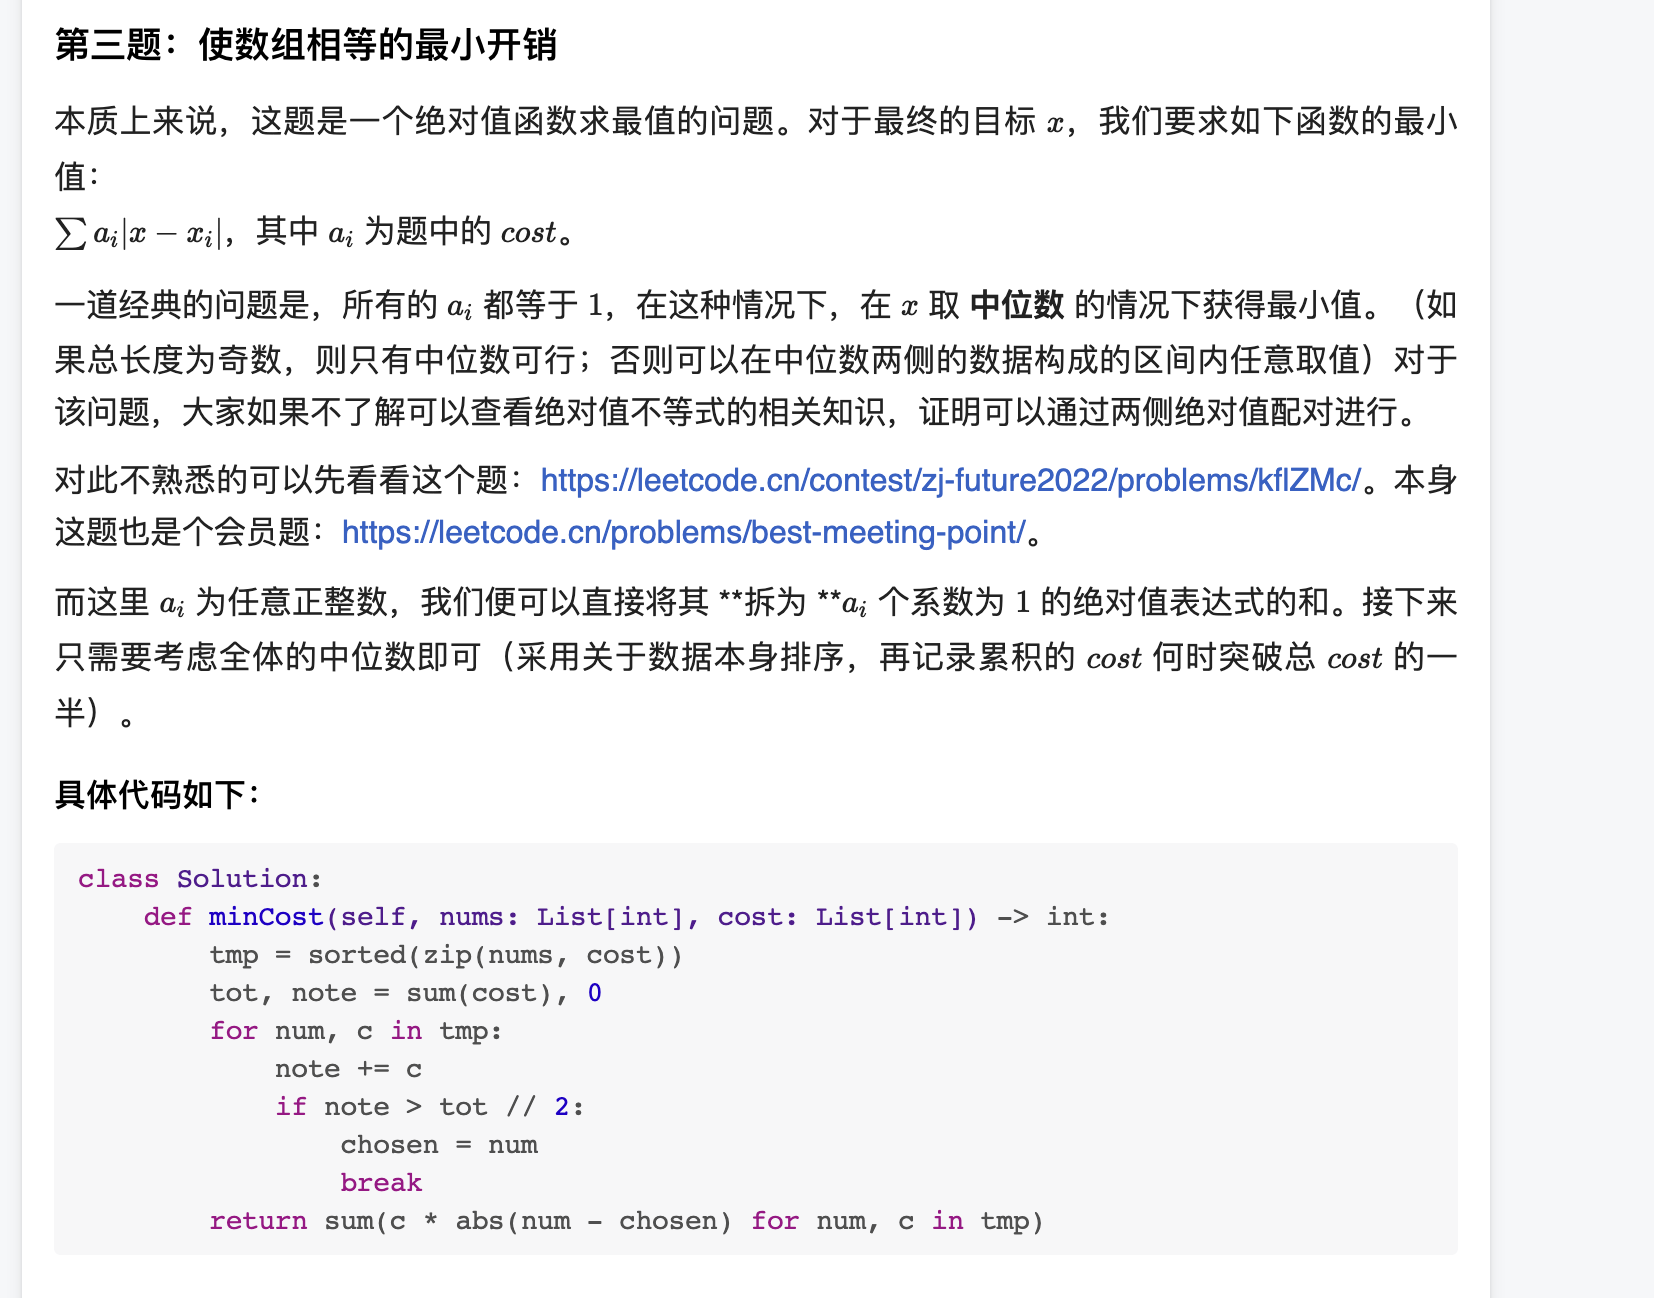 第三题：使数组相等的最小开销
本质上来说，这题是一个绝对值函数求最值的问题。对于最终的目标 x，我们要求如下函数的最小
值：
∑ aᵢ|x − xᵢ|，其中 aᵢ 为题中的 cost。
一道经典的问题是，所有的 aᵢ 都等于 1，在这种情况下，在 x 取 中位数 的情况下获得最小值。（如
果总长度为奇数，则只有中位数可行；否则可以在中位数两侧的数据构成的区间内任意取值）对于
该问题，大家如果不了解可以查看绝对值不等式的相关知识，证明可以通过两侧绝对值配对进行。
对此不熟悉的可以先看看这个题：https://leetcode.cn/contest/zj-future2022/problems/kflZMc/。本身
这题也是个会员题：https://leetcode.cn/problems/best-meeting-point/。
而这里 aᵢ 为任意正整数，我们便可以直接将其 **拆为 **aᵢ 个系数为 1 的绝对值表达式的和。接下来
只需要考虑全体的中位数即可（采用关于数据本身排序，再记录累积的 cost 何时突破总 cost 的一
半）。
具体代码如下：
class Solution:
    def minCost(self, nums: List[int], cost: List[int]) -> int:
        tmp = sorted(zip(nums, cost))
        tot, note = sum(cost), 0
        for num, c in tmp:
            note += c
            if note > tot // 2:
                chosen = num
                break
        return sum(c * abs(num - chosen) for num, c in tmp)